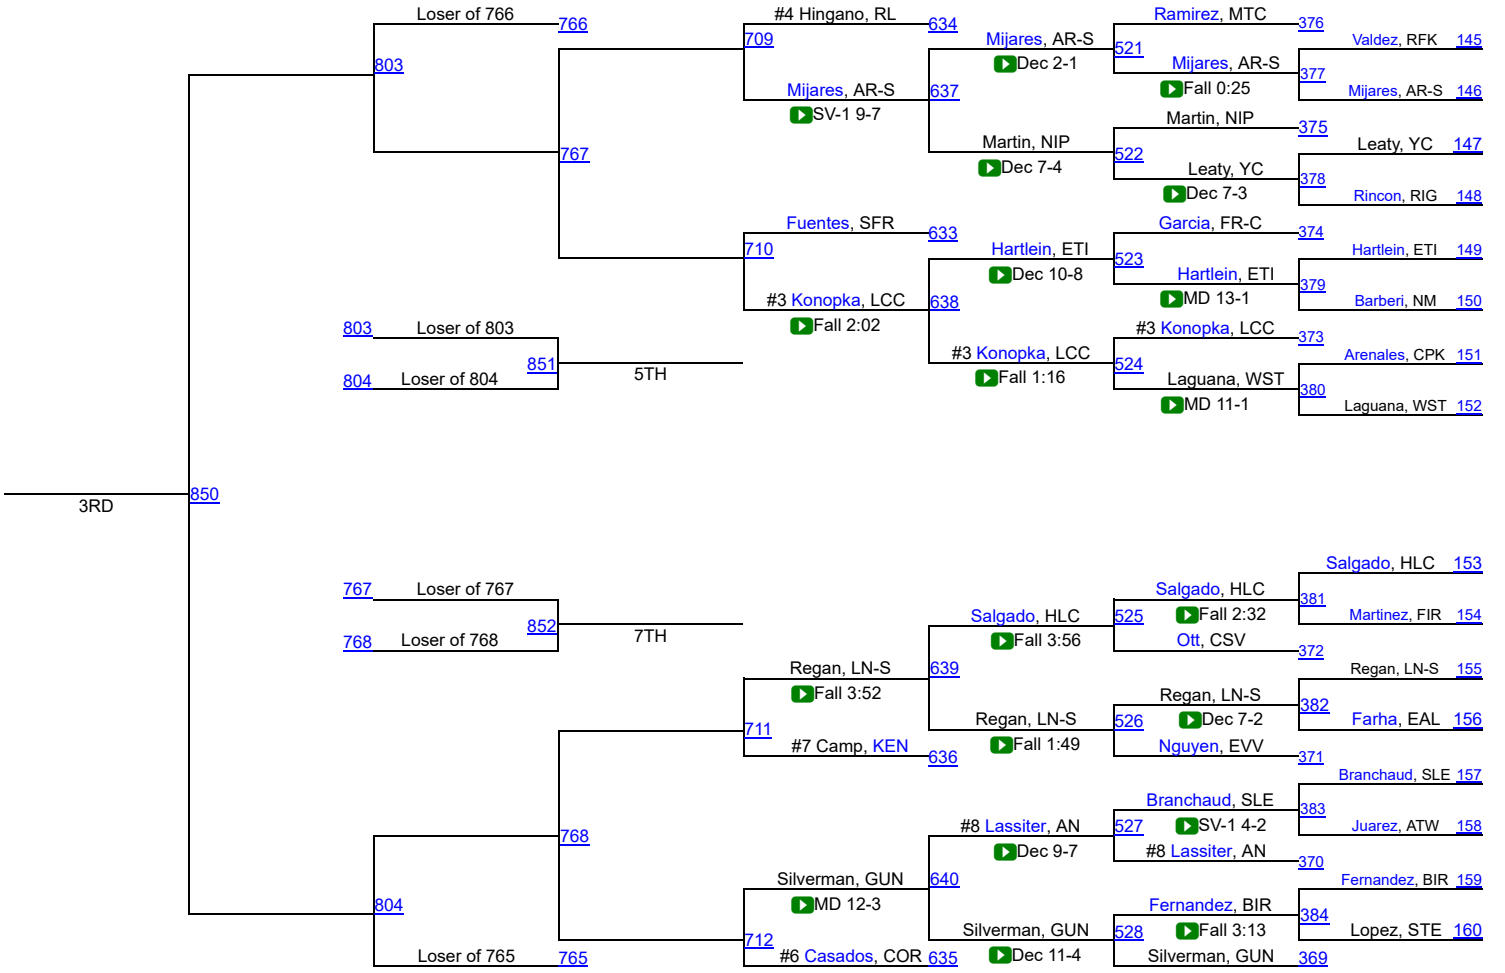 Loser of 766
766
803
767
709
#4 Hingano, RL
634
Mijares, AR-S
SV-1 9-7
637
Mijares, AR-S
Dec 2-1
521
Ramirez, MTC
376
Mijares, AR-S
Fall 0:25
377
Valdez, RFK 145
Mijares, AR-S 146
Martin, NIP
Dec 7-4
522
Martin, NIP
375
Leaty, YC
Dec 7-3
378
Leaty, YC 147
Rincon, RIG 148
710
Fuentes, SFR
633
#3 Konopka, LCC
Fall 2:02
638
Hartlein, ETI
Dec 10-8
523
Garcia, FR-C
374
Hartlein, ETI
MD 13-1
379
Hartlein, ETI 149
Barberi, NM 150
#3 Konopka, LCC
Fall 1:16
524
#3 Konopka, LCC
373
Laguana, WST
MD 11-1
380
Arenales, CPK 151
Laguana, WST 152
803 Loser of 803
804 Loser of 804
851
5TH
3RD
850
767 Loser of 767
768 Loser of 768
852
7TH
711
Regan, LN-S
Fall 3:52
639
Salgado, HLC
Fall 3:56
525
Salgado, HLC
Fall 2:32
381
Salgado, HLC 153
Martinez, FIR 154
Ott, CSV
372
Regan, LN-S
Fall 1:49
526
Regan, LN-S
Dec 7-2
382
Regan, LN-S 155
Farha, EAL 156
Nguyen, EVV
371
#7 Camp, KEN
636
768
804
712
Silverman, GUN
MD 12-3
640
#8 Lassiter, AN
Dec 9-7
527
Branchaud, SLE
SV-1 4-2
383
Branchaud, SLE 157
Juarez, ATW 158
#8 Lassiter, AN
370
Silverman, GUN
Dec 11-4
528
Fernandez, BIR
Fall 3:13
384
Fernandez, BIR 159
Lopez, STE 160
Silverman, GUN
369
#6 Casados, COR
635
Loser of 765
765